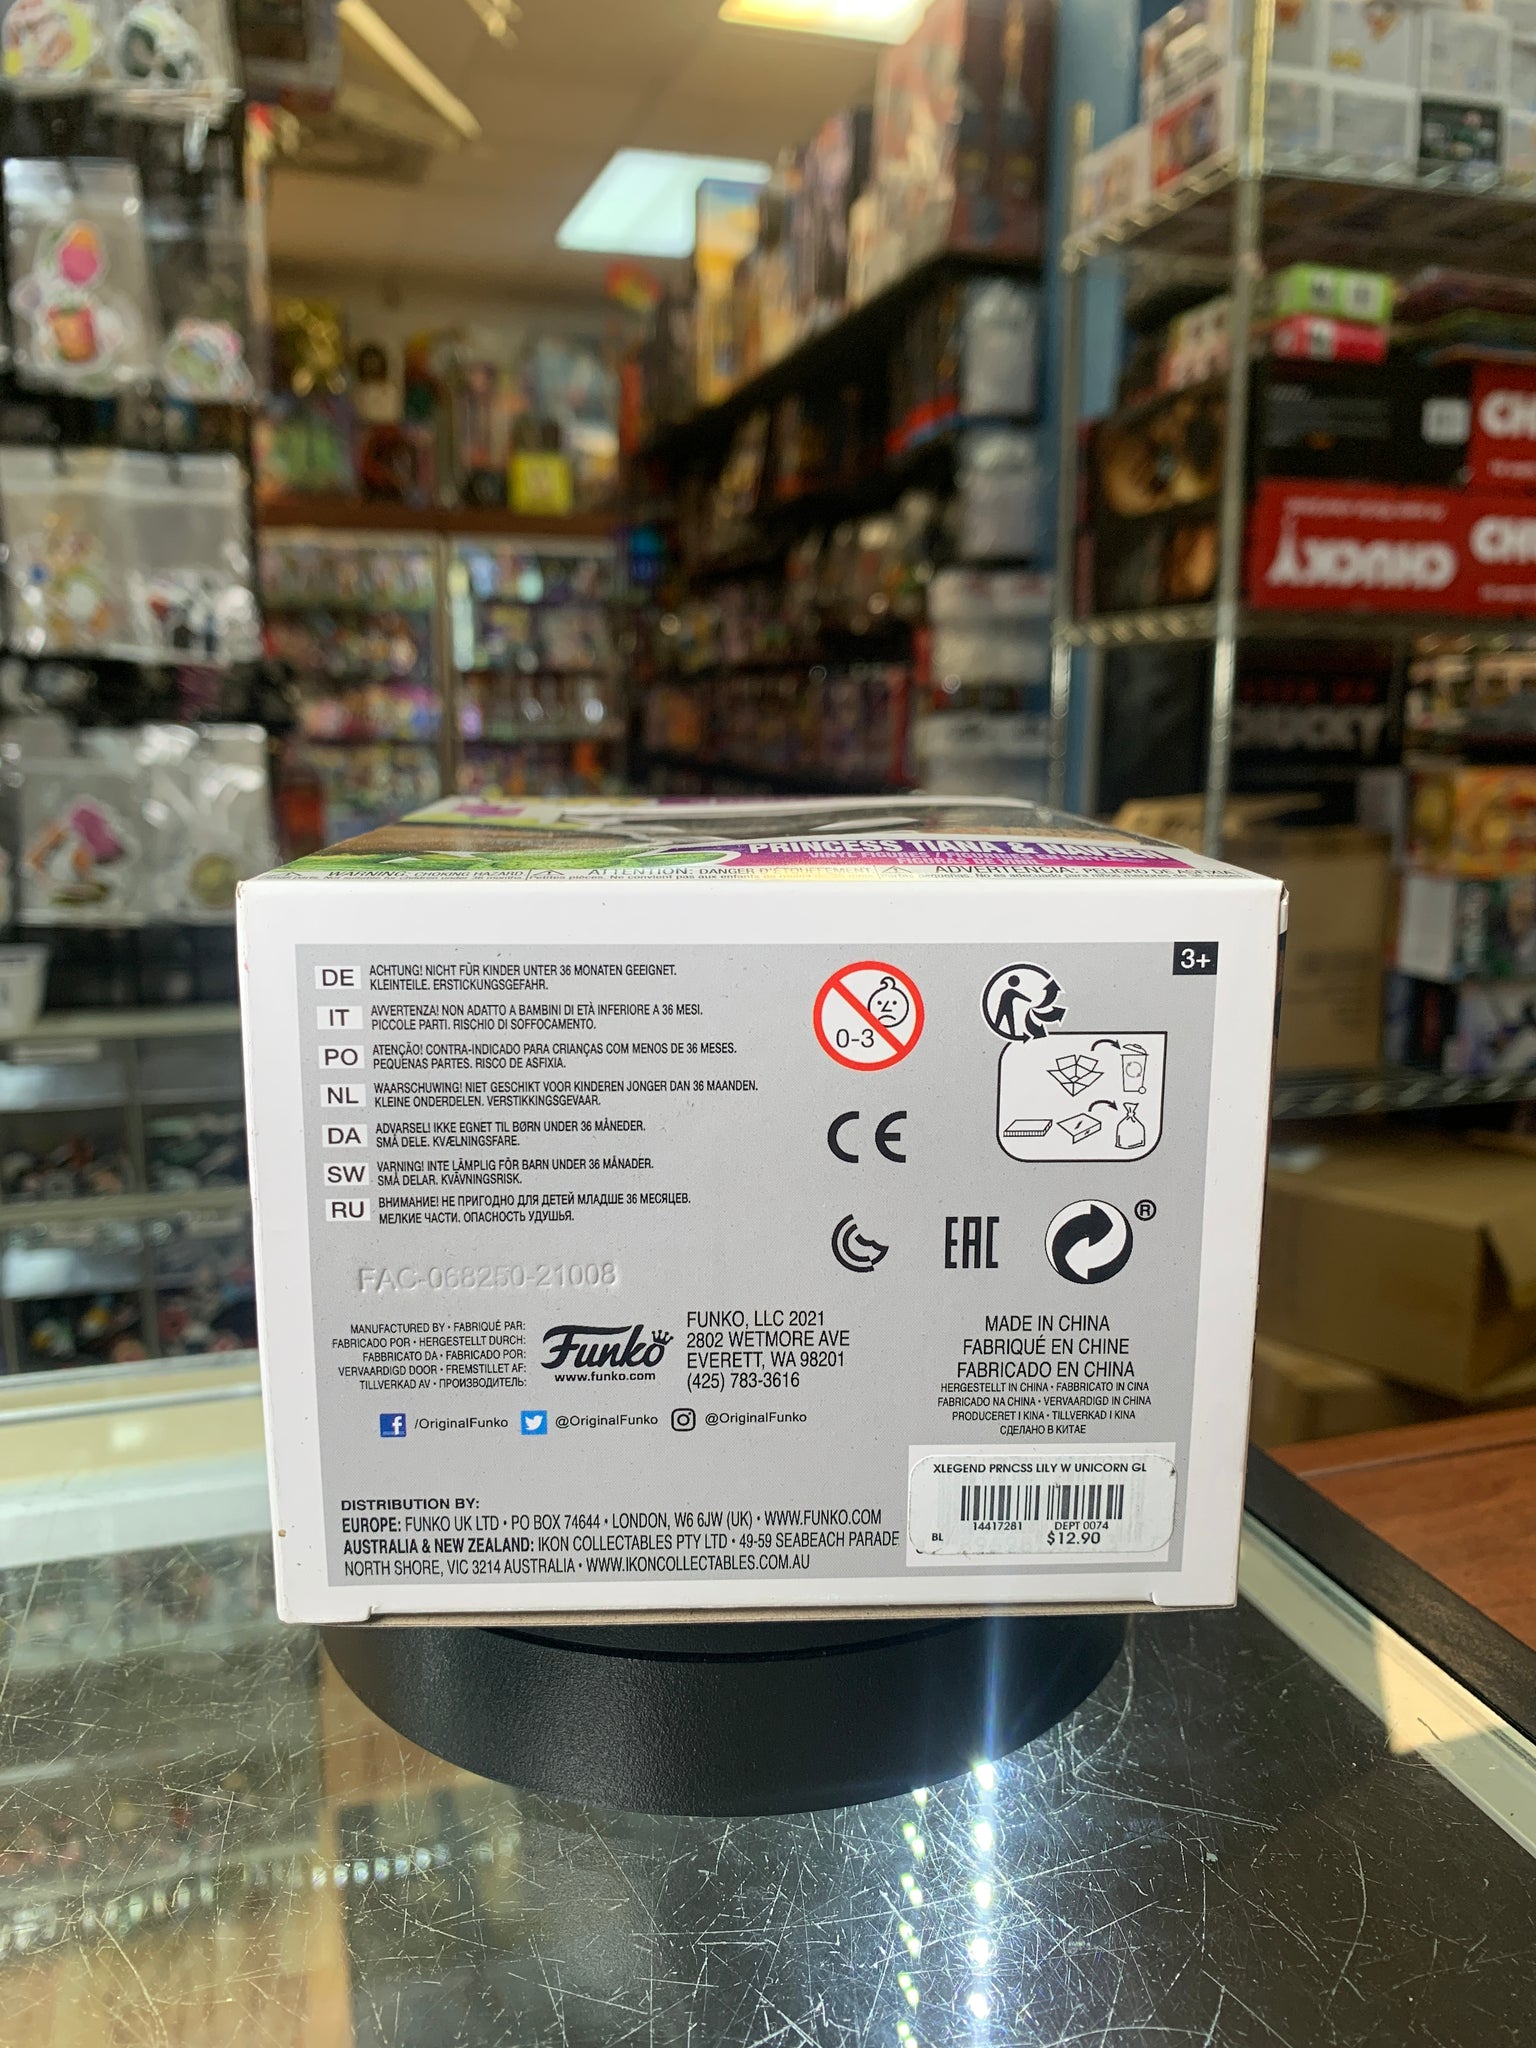 PRINCESS TIANA & NAVEEN
VINYL FIGURES /
WARNING: CHOKING HAZARD
ATTENTION: DANGER D'ÉTOUFFEMENT
ADVERTENCIA: PELIGRO DE ASFIXIA
3+
DE
ACHTUNG! NICHT FÜR KINDER UNTER 36 MONATEN GEEIGNET.
KLEINTEILE. ERSTICKUNGSGEFAHR.
IT
AVVERTENZA! NON ADATTO A BAMBINI DI ETÀ INFERIORE A 36 MESI.
PICCOLE PARTI. RISCHIO DI SOFFOCAMENTO.
PO
ATENÇÃO! CONTRA-INDICADO PARA CRIANÇAS COM MENOS DE 36 MESES.
PEQUENAS PARTES. RISCO DE ASFIXIA.
NL
WAARSCHUWING! NIET GESCHIKT VOOR KINDEREN JONGER DAN 36 MAANDEN.
KLEINE ONDERDELEN. VERSTIKKINGSGEVAAR.
DA
ADVARSEL! IKKE EGNET TIL BØRN UNDER 36 MÅNEDER.
SMÅ DELE. KVÆLNINGSFARE.
SW
VARNING! INTE LÄMPLIG FÖR BARN UNDER 36 MÅNADER.
SMÅ DELAR. KVÄVNINGSRISK.
RU
ВНИМАНИЕ! НЕ ПРИГОДНО ДЛЯ ДЕТЕЙ МЛАДШЕ 36 МЕСЯЦЕВ.
МЕЛКИЕ ЧАСТИ. ОПАСНОСТЬ УДУШЬЯ.
0-3
CE
EAC
®
FAC-068250-21008
MANUFACTURED BY • FABRIQUÉ PAR:
FABRICADO POR • HERGESTELLT DURCH:
FABBRICATO DA • FABRICADO POR:
VERVAARDIGD DOOR • FREMSTILLET AF:
TILLVERKAD AV • ПРОИЗВОДИТЕЛЬ:
Funko
www.funko.com
FUNKO, LLC 2021
2802 WETMORE AVE
EVERETT, WA 98201
(425) 783-3616
MADE IN CHINA
FABRIQUÉ EN CHINE
FABRICADO EN CHINA
HERGESTELLT IN CHINA • FABBRICATO IN CINA
FABRICADO NA CHINA • VERVAARDIGD IN CHINA
PRODUCERET I KINA • TILLVERKAD I KINA
СДЕЛАНО В КИТАЕ
/OriginalFunko @OriginalFunko @OriginalFunko
DISTRIBUTION BY:
EUROPE: FUNKO UK LTD • PO BOX 74644 • LONDON, W6 6JW (UK) • WWW.FUNKO.COM
AUSTRALIA & NEW ZEALAND: IKON COLLECTABLES PTY LTD • 49-59 SEABEACH PARADE
NORTH SHORE, VIC 3214 AUSTRALIA • WWW.IKONCOLLECTABLES.COM.AU
XLEGEND PRNCSS LILY W UNICORN GL
14417281 DEPT 0074
BL $12.90
CHUCKY
CHUCKY